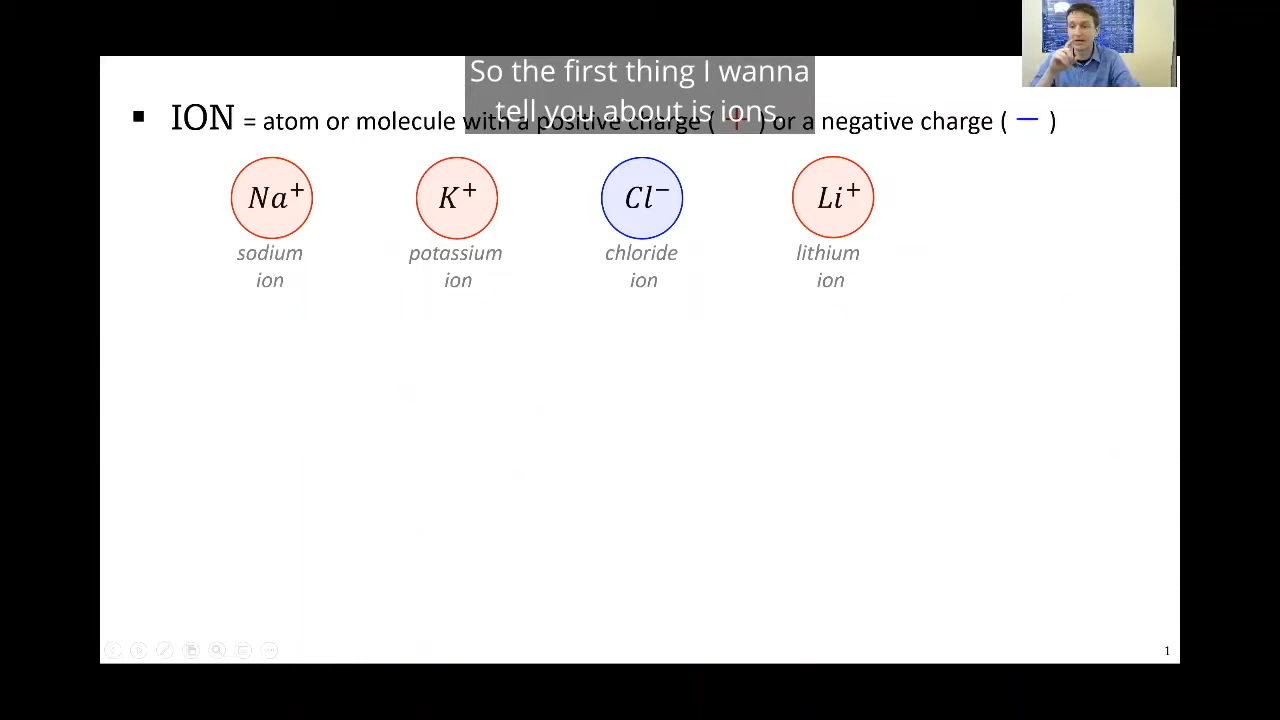 So the first thing I wanna
tell you about is ions.
▪ ION = atom or molecule with a positive charge ( + ) or a negative charge ( − )
Na⁺ K⁺ Cl⁻ Li⁺
sodium potassium chloride lithium
ion ion ion ion
1